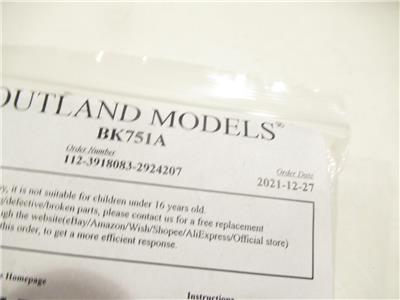 OUTLAND MODELS®
BK751A
Order Number
112-3918083-2924207
Order Date
2021-12-27
it is not suitable for children under 16 years old.
/defective/broken parts, please contact us for a free replacement
the website(eBay/Amazon/Wish/Shopee/AliExpress/Official store)
this order, to get a more efficient response.
Homepage
Instructions